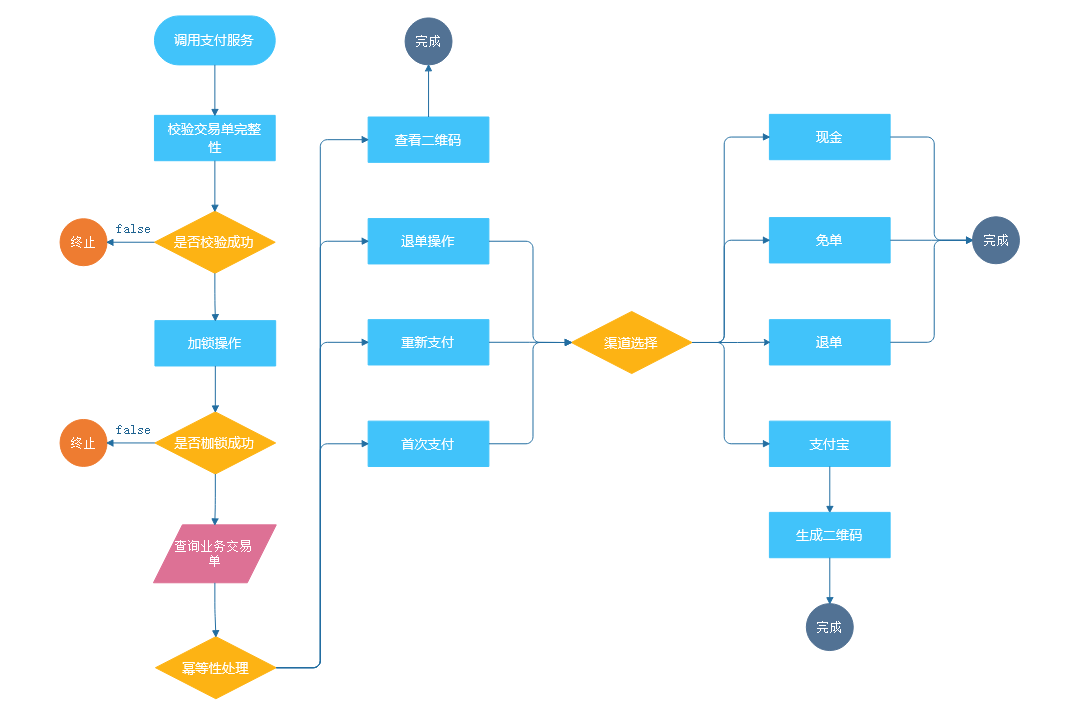 调用支付服务
校验交易单完整
性
是否校验成功
false
终止
加锁操作
是否枷锁成功
false
终止
查询业务交易
单
幂等性处理
完成
查看二维码
退单操作
重新支付
首次支付
渠道选择
现金
免单
退单
完成
支付宝
生成二维码
完成